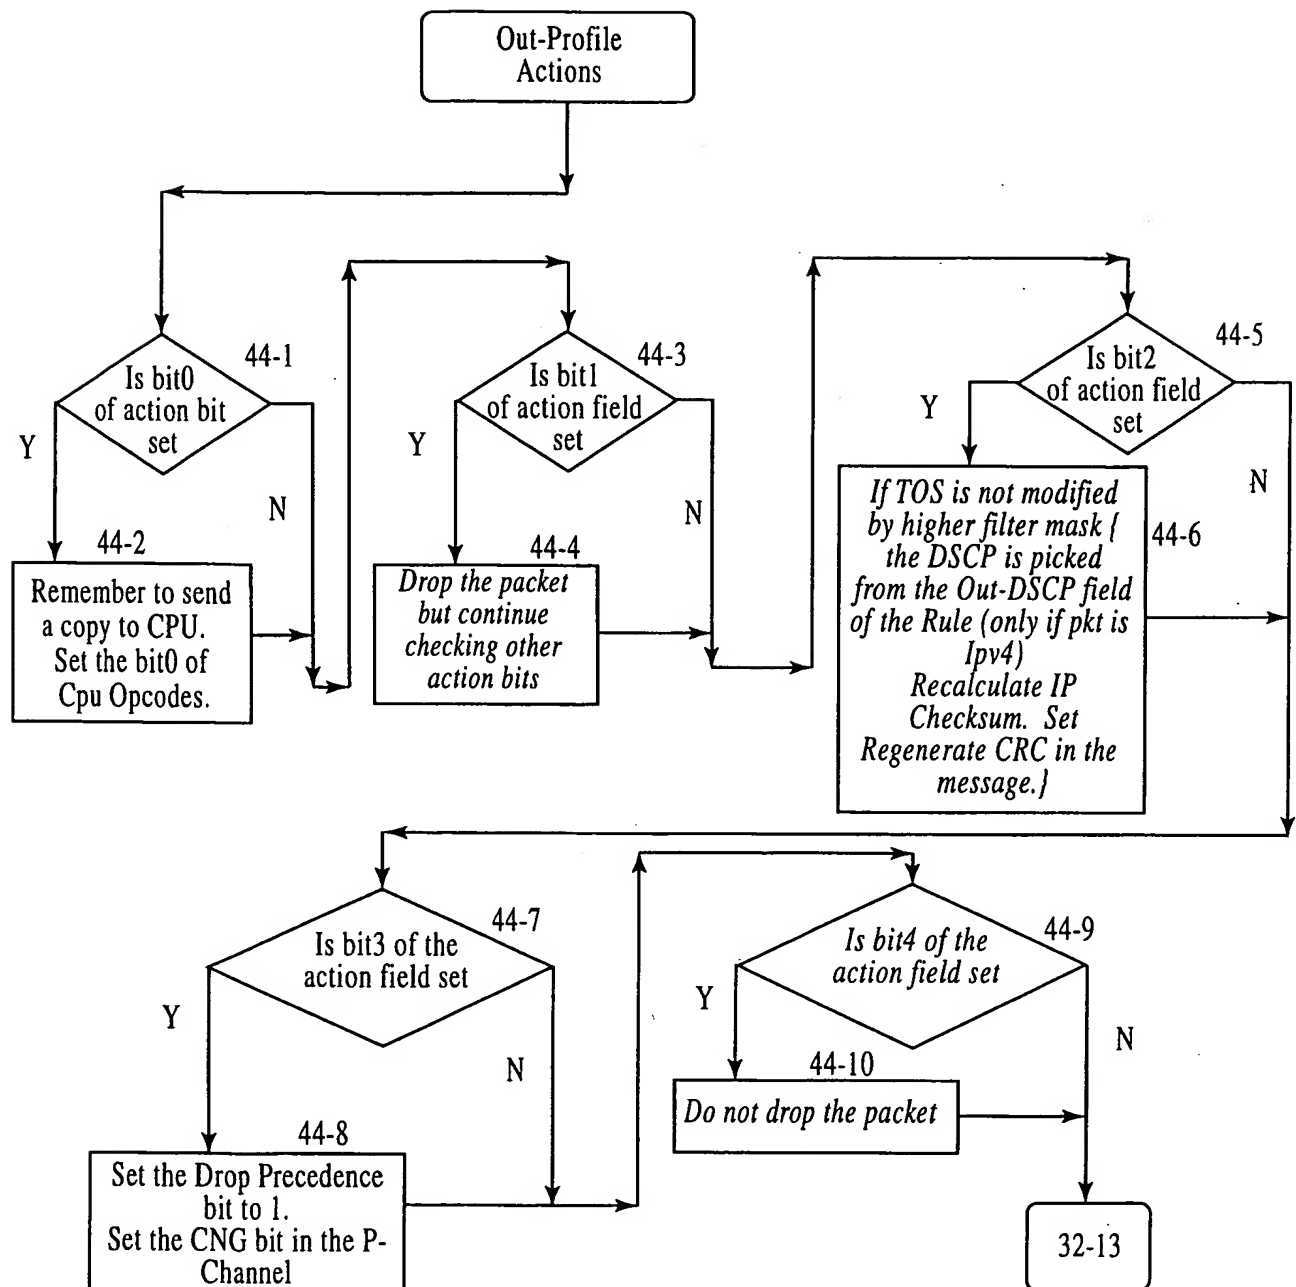 Out-Profile
Actions
44-1
Is bit0
of action bit
set
Y
N
44-2
Remember to send
a copy to CPU.
Set the bit0 of
Cpu Opcodes.
44-3
Is bit1
of action field
set
Y
N
44-4
Drop the packet
but continue
checking other
action bits
44-5
Is bit2
of action field
set
Y
N
44-6
If TOS is not modified
by higher filter mask {
the DSCP is picked
from the Out-DSCP field
of the Rule (only if pkt is
Ipv4)
Recalculate IP
Checksum. Set
Regenerate CRC in the
message.}
44-7
Is bit3 of the
action field set
Y
N
44-8
Set the Drop Precedence
bit to 1.
Set the CNG bit in the P-
Channel
44-9
Is bit4 of the
action field set
Y
N
44-10
Do not drop the packet
32-13